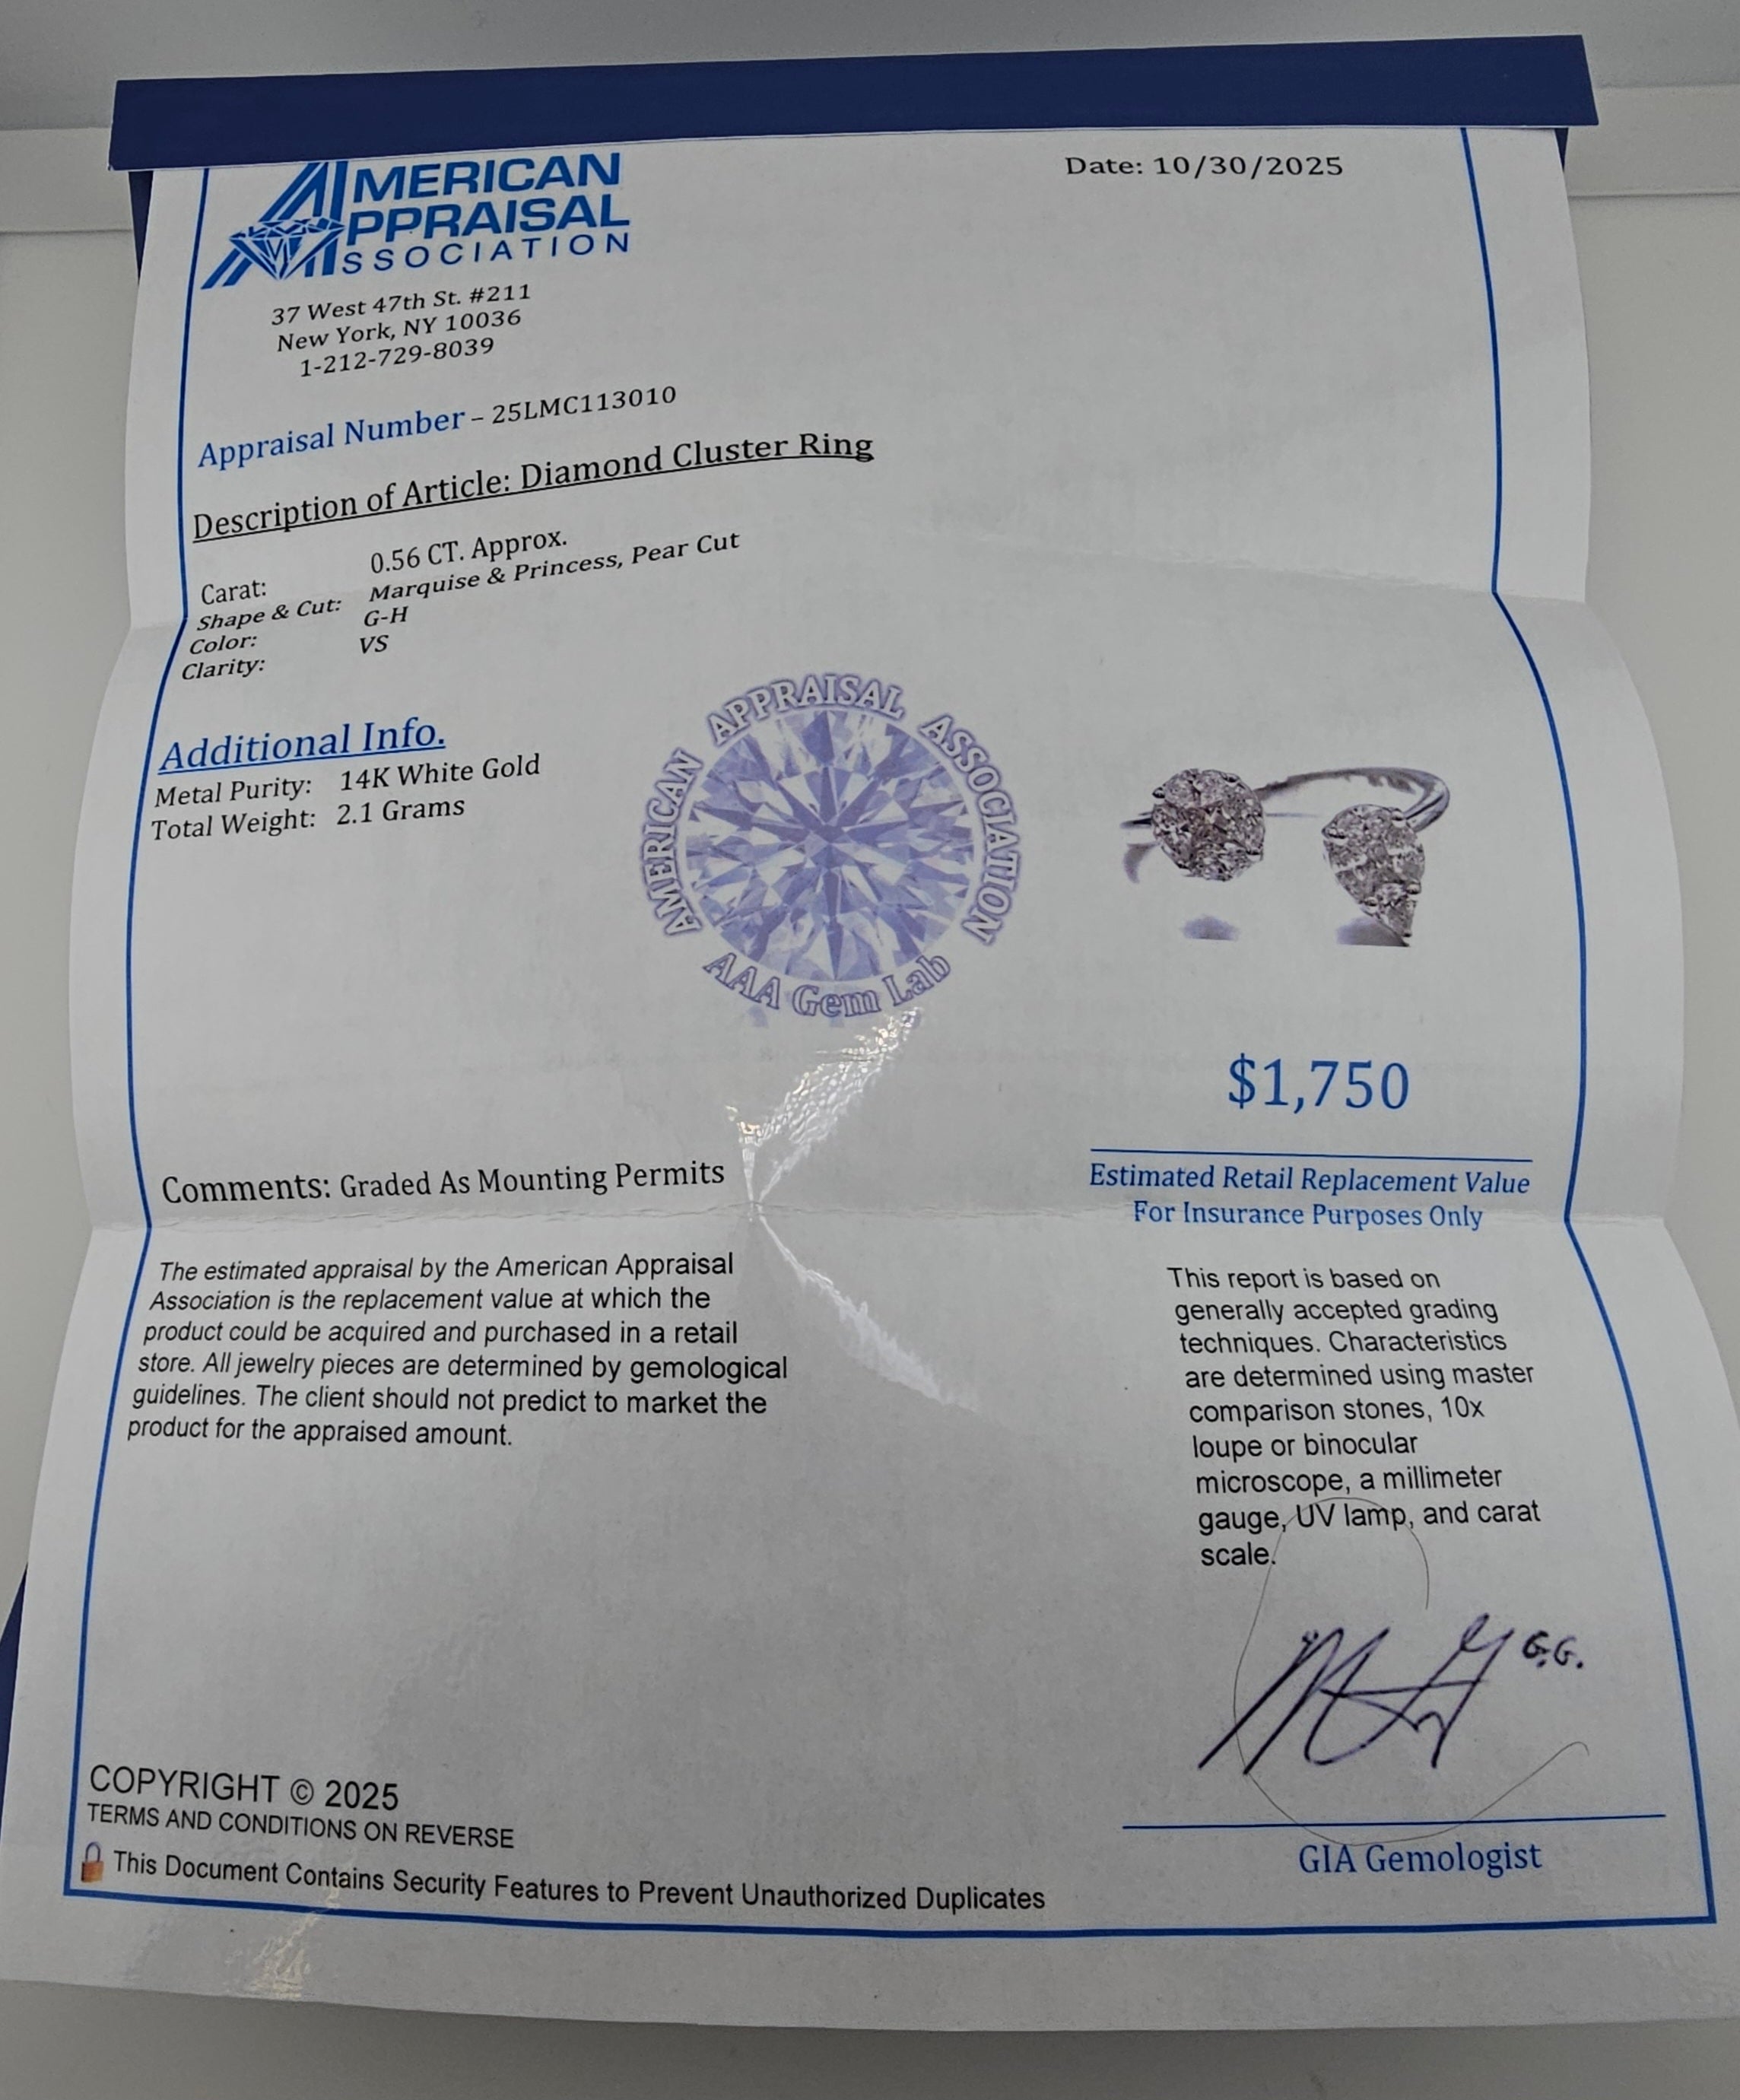 AMERICAN
APPRAISAL
ASSOCIATION
Date: 10/30/2025
37 West 47th St. #211
New York, NY 10036
1-212-729-8039
Appraisal Number – 25LMC113010
Description of Article: Diamond Cluster Ring
Carat: 0.56 CT. Approx.
Shape & Cut: Marquise & Princess, Pear Cut
Color: G-H
Clarity: VS
Additional Info.
Metal Purity: 14K White Gold
Total Weight: 2.1 Grams
AMERICAN APPRAISAL ASSOCIATION
AAA Gem Lab
$1,750
Estimated Retail Replacement Value
For Insurance Purposes Only
Comments: Graded As Mounting Permits
The estimated appraisal by the American Appraisal
Association is the replacement value at which the
product could be acquired and purchased in a retail
store. All jewelry pieces are determined by gemological
guidelines. The client should not predict to market the
product for the appraised amount.
This report is based on
generally accepted grading
techniques. Characteristics
are determined using master
comparison stones, 10x
loupe or binocular
microscope, a millimeter
gauge, UV lamp, and carat
scale.
G.G.
GIA Gemologist
COPYRIGHT © 2025
TERMS AND CONDITIONS ON REVERSE
This Document Contains Security Features to Prevent Unauthorized Duplicates